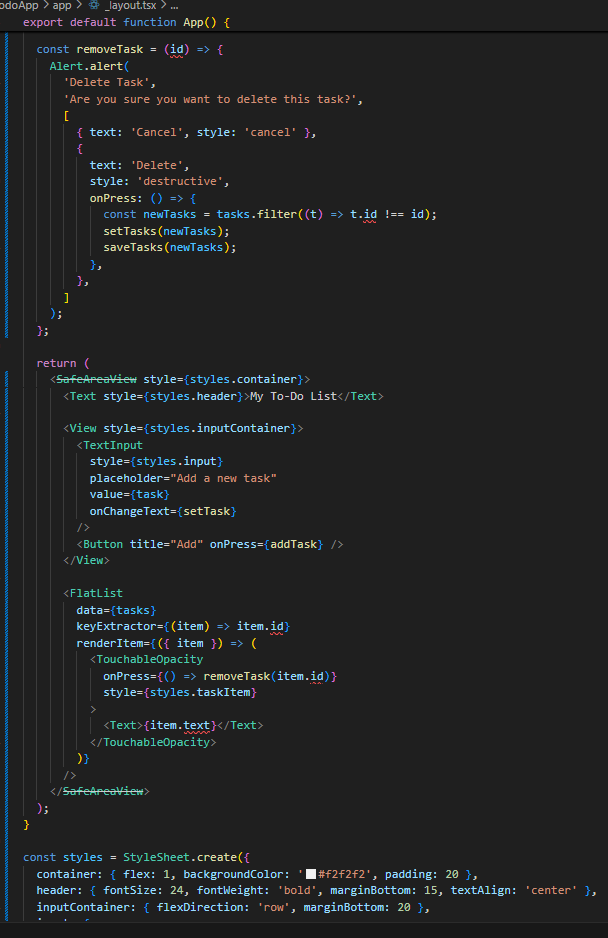 odoApp > app > _layout.tsx > ...
export default function App() {
const removeTask = (id) => {
Alert.alert(
'Delete Task',
'Are you sure you want to delete this task?',
[
{ text: 'Cancel', style: 'cancel' },
{
text: 'Delete',
style: 'destructive',
onPress: () => {
const newTasks = tasks.filter((t) => t.id !== id);
setTasks(newTasks);
saveTasks(newTasks);
},
},
]
);
};
return (
<SafeAreaView style={styles.container}>
<Text style={styles.header}>My To-Do List</Text>
<View style={styles.inputContainer}>
<TextInput
style={styles.input}
placeholder="Add a new task"
value={task}
onChangeText={setTask}
/>
<Button title="Add" onPress={addTask} />
</View>
<FlatList
data={tasks}
keyExtractor={(item) => item.id}
renderItem={({ item }) => (
<TouchableOpacity
onPress={() => removeTask(item.id)}
style={styles.taskItem}
>
<Text>{item.text}</Text>
</TouchableOpacity>
)}
/>
</SafeAreaView>
);
}
const styles = StyleSheet.create({
container: { flex: 1, backgroundColor: '#f2f2f2', padding: 20 },
header: { fontSize: 24, fontWeight: 'bold', marginBottom: 15, textAlign: 'center' },
inputContainer: { flexDirection: 'row', marginBottom: 20 },